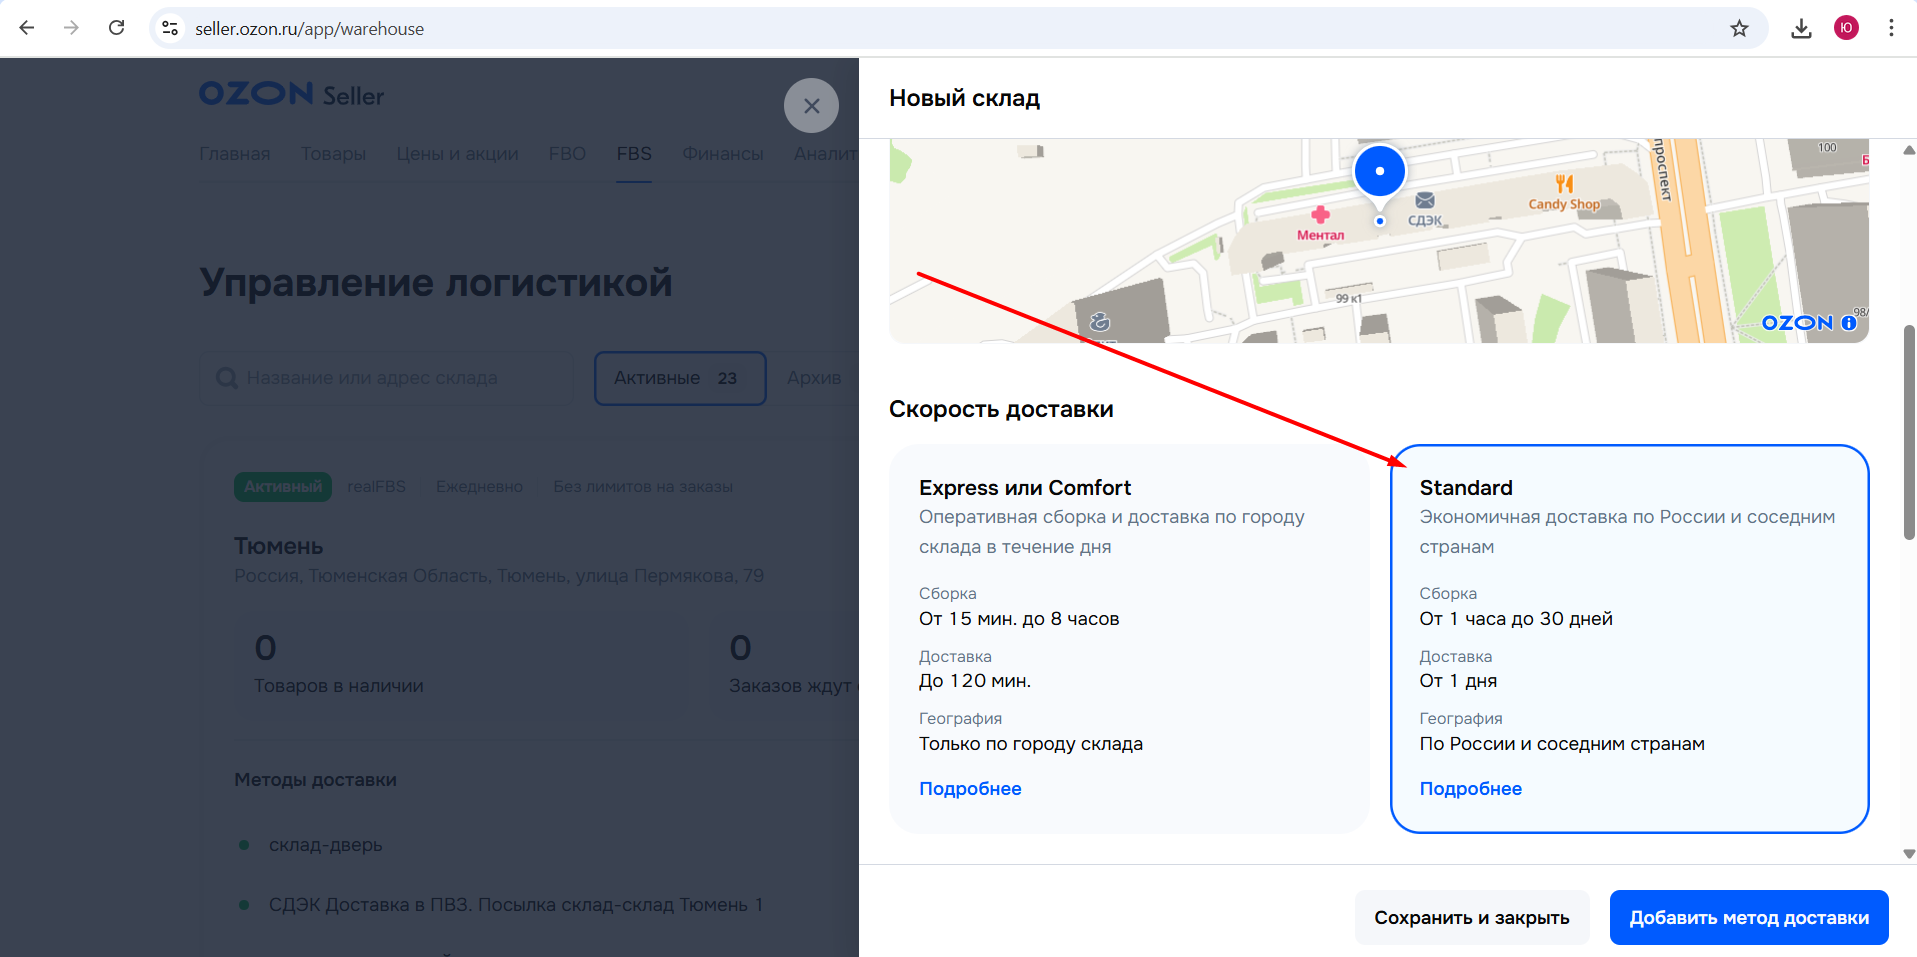 seller.ozon.ru/app/warehouse
Ю
OZON Seller
Главная Товары Цены и акции FBO FBS Финансы
Управление логистикой
Название или адрес склада
Активные 23
Архив
Активный
realFBS
Ежедневно
Без лимитов на заказы
Тюмень
Россия, Тюменская Область, Тюмень, улица Пермякова, 79
0
Товаров в наличии
0
Заказов ждут
Методы доставки
склад-дверь
СДЭК Доставка в ПВЗ. Посылка склад-склад Тюмень 1
Новый склад
проспект
100
Б
Candy Shop
СДЭК
Ментал
99 к1
98/
OZON
Скорость доставки
Express или Comfort
Оперативная сборка и доставка по городу
склада в течение дня
Сборка
От 15 мин. до 8 часов
Доставка
До 120 мин.
География
Только по городу склада
Подробнее
Standard
Экономичная доставка по России и соседним
странам
Сборка
От 1 часа до 30 дней
Доставка
От 1 дня
География
По России и соседним странам
Подробнее
Сохранить и закрыть
Добавить метод доставки